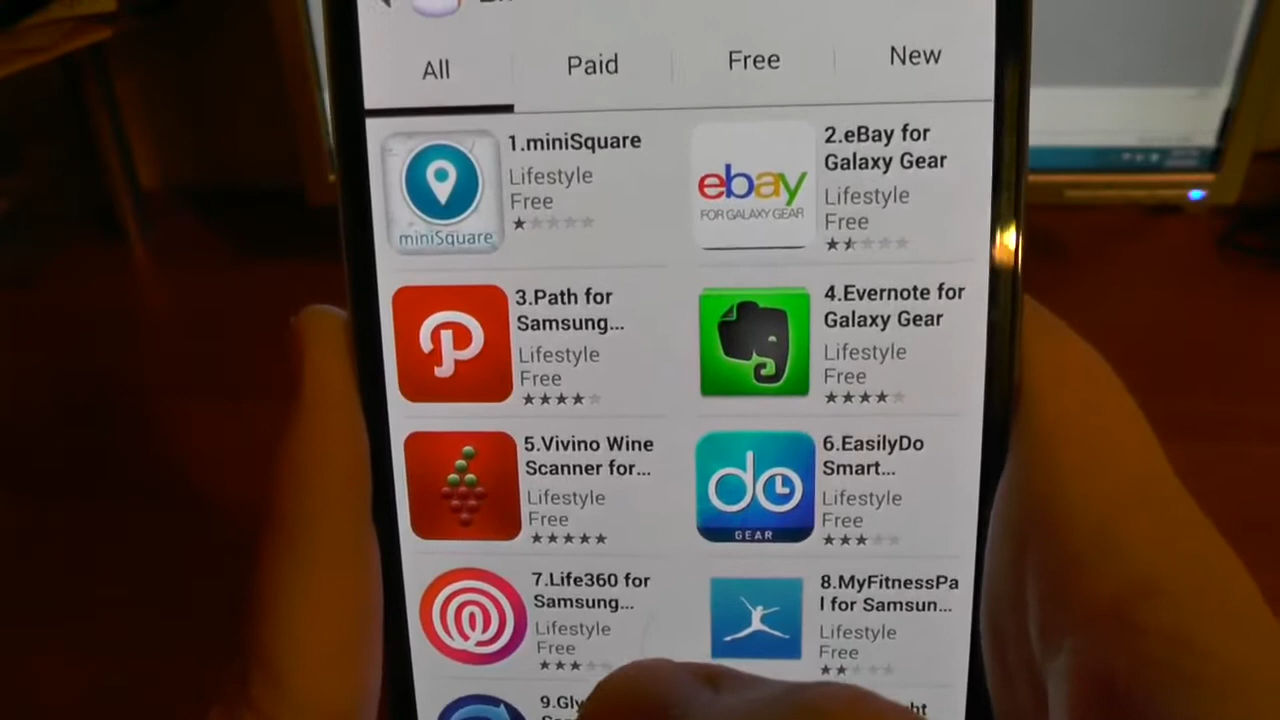 All
Paid
Free
New
miniSquare
1.miniSquare
Lifestyle
Free
ebay
FOR GALAXY GEAR
2.eBay for
Galaxy Gear
Lifestyle
Free
3.Path for
Samsung...
Lifestyle
Free
4.Evernote for
Galaxy Gear
Lifestyle
Free
5.Vivino Wine
Scanner for...
Lifestyle
Free
do
GEAR
6.EasilyDo
Smart...
Lifestyle
Free
7.Life360 for
Samsung...
Lifestyle
Free
8.MyFitnessPa
l for Samsun...
Lifestyle
Free